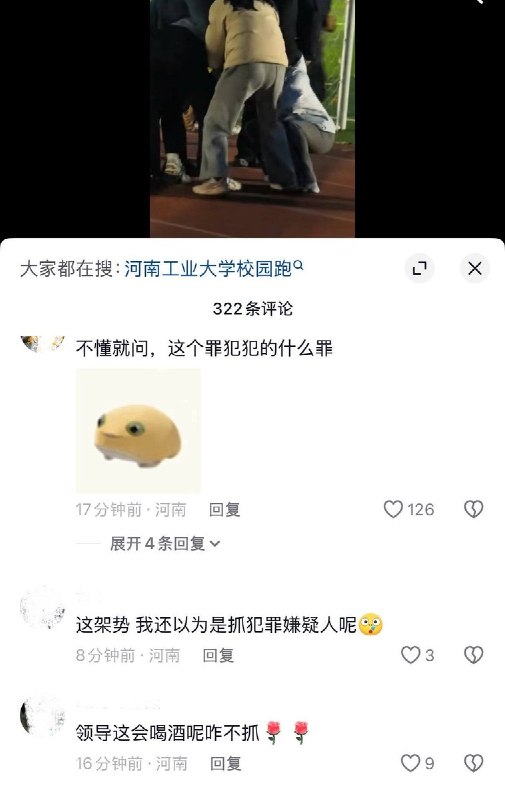 大家都在搜：河南工业大学校园跑
322条评论
不懂就问，这个罪犯犯的什么罪
17分钟前·河南 回复 126
展开4条回复
这架势 我还以为是抓犯罪嫌疑人呢😪
8分钟前·河南 回复 3
领导这会喝酒呢咋不抓🌹🌹
16分钟前·河南 回复 9